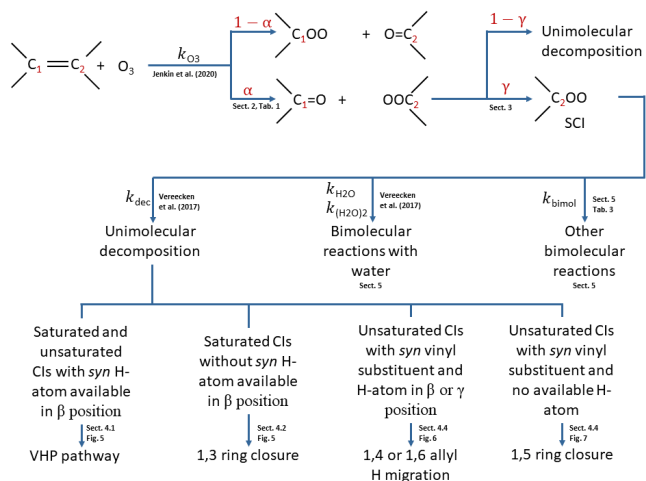 1 − α
C1OO + O=C2
1 − γ
Unimolecular
decomposition
C1=C2 + O3
kO3
Jenkin et al. (2020)
α
Sect. 2, Tab. 1
C1=O + OOC2
γ
Sect. 3
C2OO
SCI
kdec
Vereecken
et al. (2017)
Unimolecular
decomposition
kH2O
k(H2O)2
Vereecken
et al. (2017)
Bimolecular
reactions with
water
Sect. 5
kbimol
Sect. 5
Tab. 3
Other
bimolecular
reactions
Sect. 5
Saturated and
unsaturated
CIs with syn H-
atom available
in β position
Sect. 4.1
Fig. 5
VHP pathway
Saturated CIs
without syn H-
atom available
in β position
Sect. 4.2
Fig. 5
1,3 ring closure
Unsaturated CIs
with syn vinyl
substituent and
H-atom in β or γ
position
Sect. 4.4
Fig. 6
1,4 or 1,6 allyl
H migration
Unsaturated CIs
with syn vinyl
substituent and
no available H-
atom
Sect. 4.4
Fig. 7
1,5 ring closure